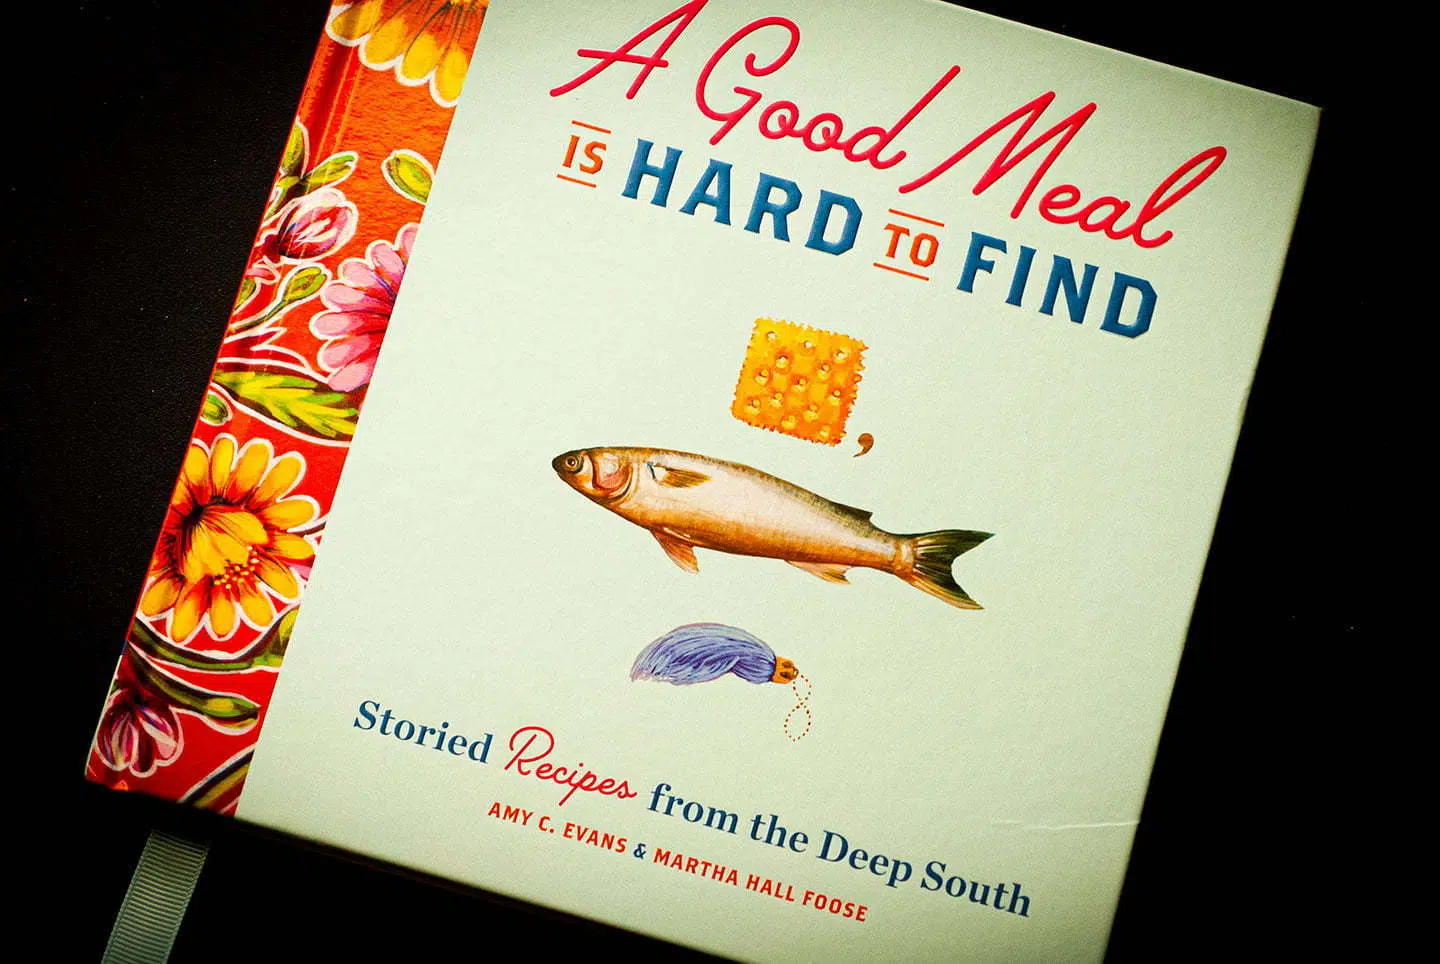 A Good Meal
IS HARD TO FIND
,
Storied Recipes from the Deep South
AMY C. EVANS & MARTHA HALL FOOSE